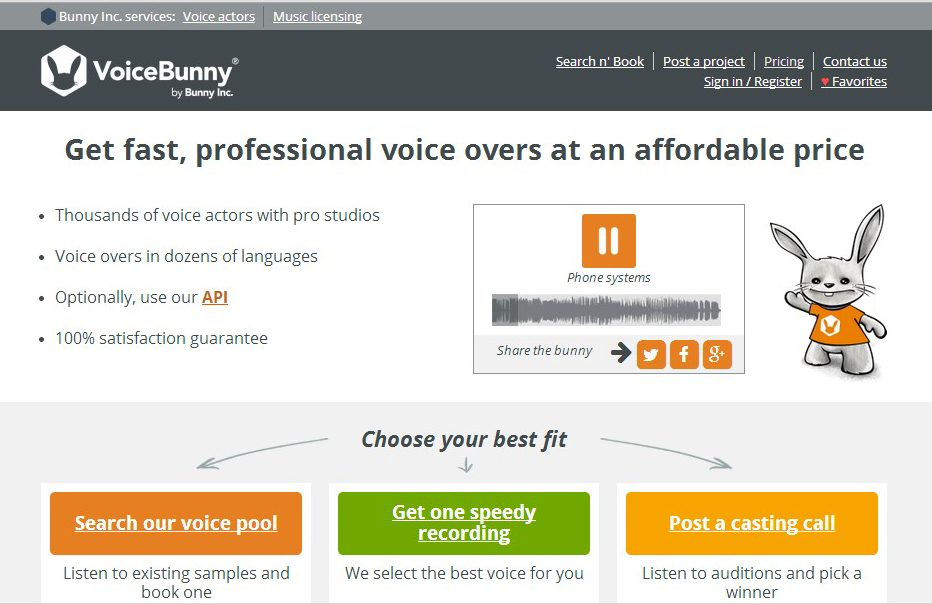 Bunny Inc. services: Voice actors Music licensing
VoiceBunny®
by Bunny Inc.
Search n' Book Post a project Pricing Contact us
Sign in / Register ♥ Favorites
Get fast, professional voice overs at an affordable price
• Thousands of voice actors with pro studios
• Voice overs in dozens of languages
• Optionally, use our API
• 100% satisfaction guarantee
Phone systems
Share the bunny
f
g+
Choose your best fit
Search our voice pool
Listen to existing samples and
book one
Get one speedy
recording
We select the best voice for you
Post a casting call
Listen to auditions and pick a
winner